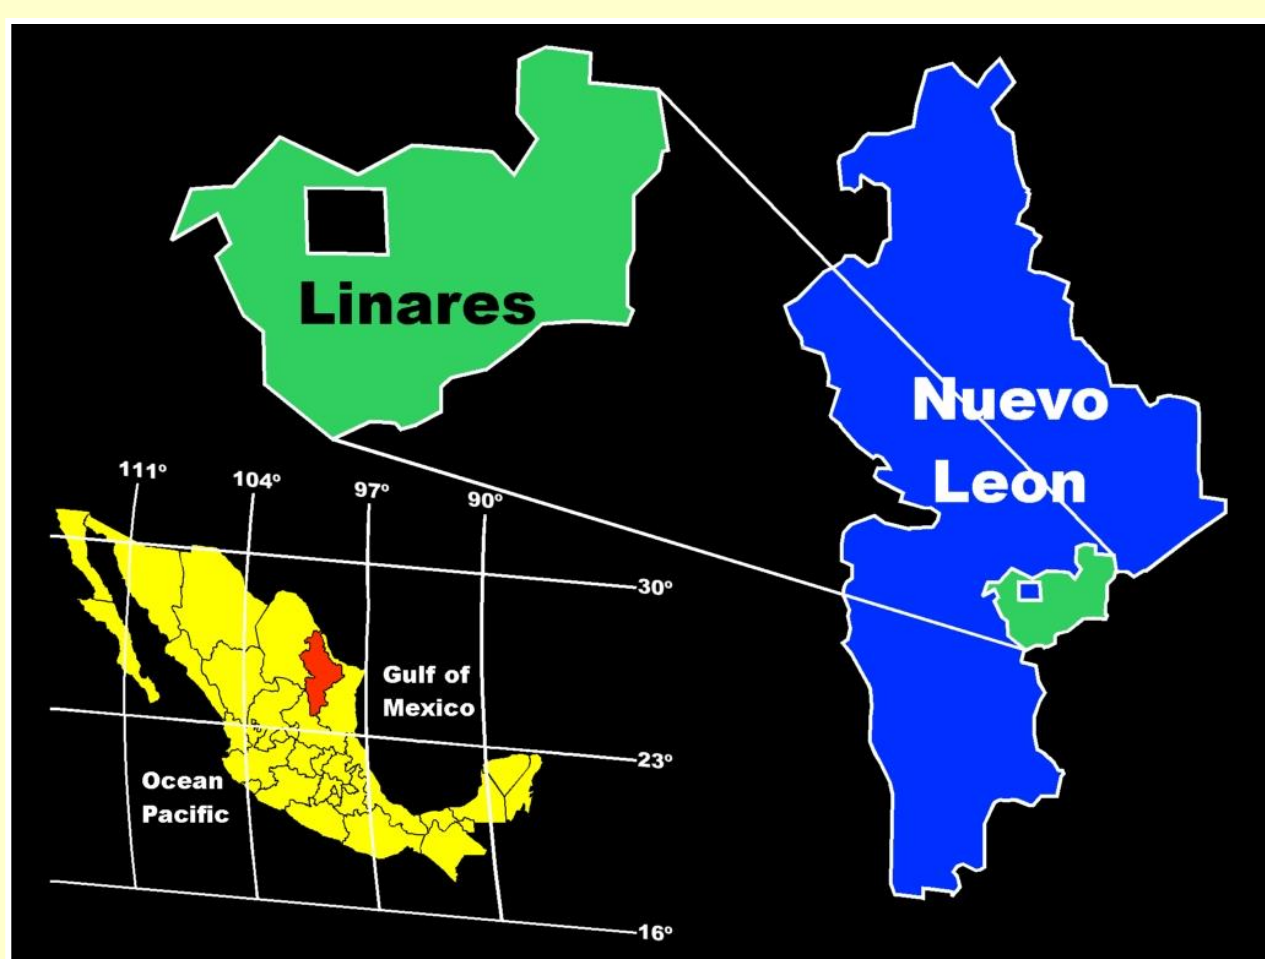 Linares
Nuevo
Leon
111º
104º
97º
90º
30º
Gulf of
Mexico
23º
Ocean
Pacific
16º